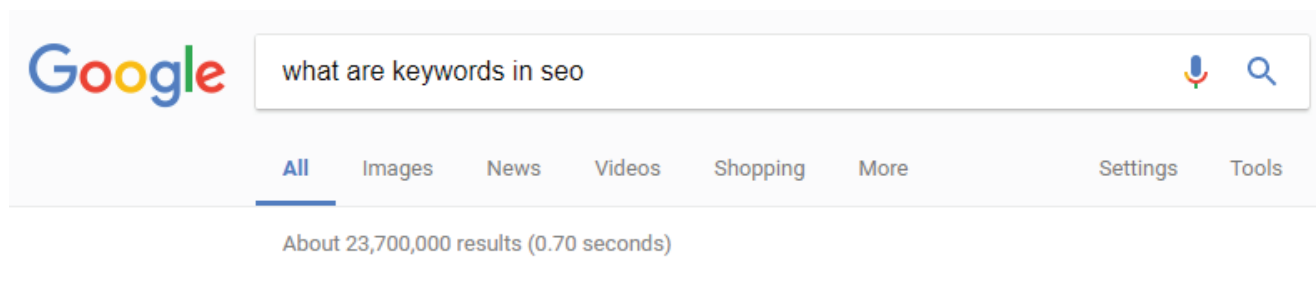 Google what are keywords in seo
All Images News Videos Shopping More Settings Tools
About 23,700,000 results (0.70 seconds)